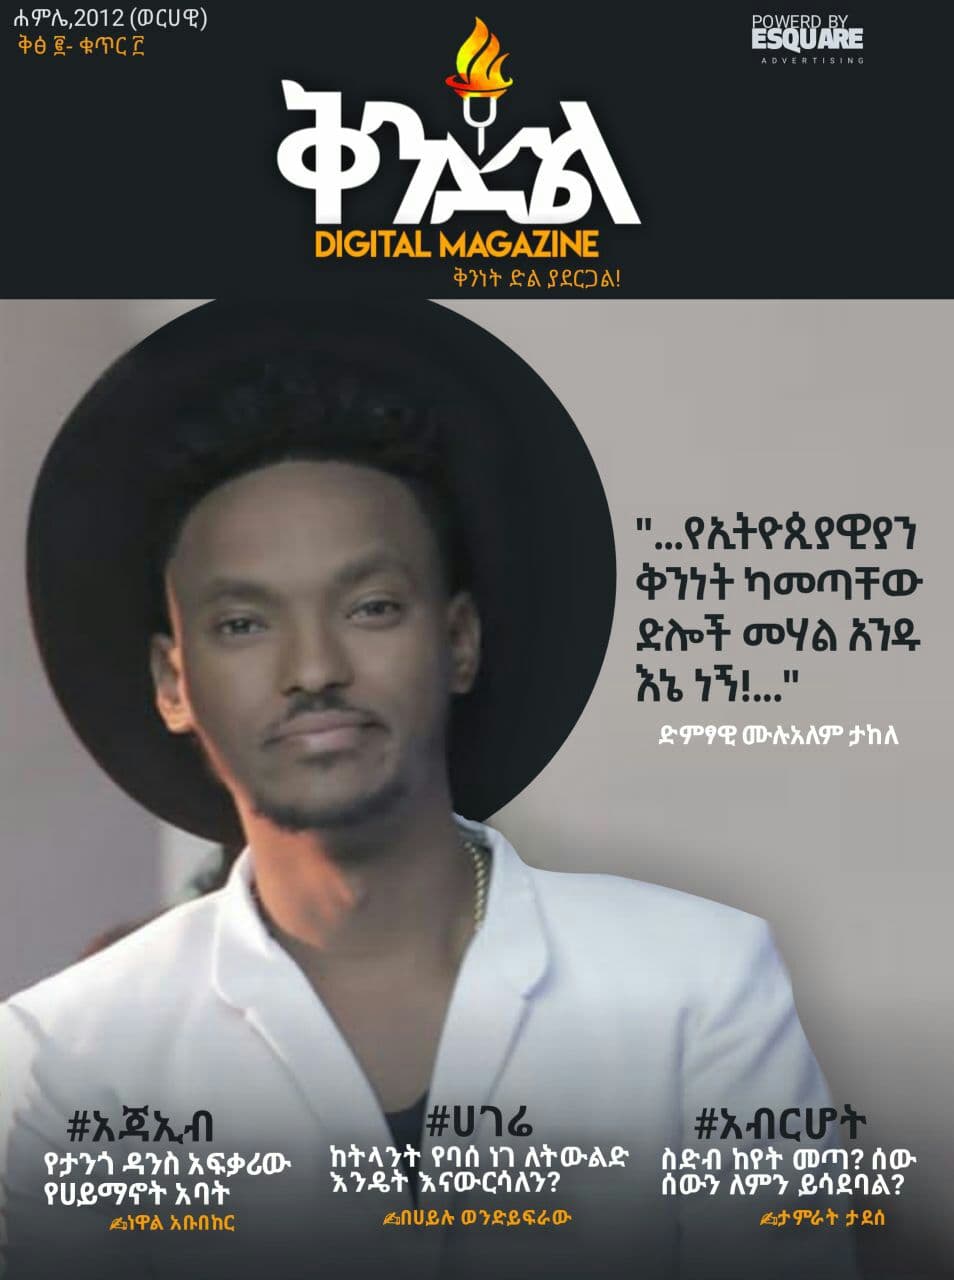 ሐምሌ,2012 (ወርሀዊ)
ቅፅ ፪- ቁጥር ፫
POWERD BY
ESQUARE
ADVERTISING
ቅንድል
DIGITAL MAGAZINE
ቅንነት ድል ያደርጋል!
"...የኢትዮጲያዊያን
ቅንነት ካመጣቸው
ድሎች መሃል አንዱ
እኔ ነኝ!..."
ድምፃዊ ሙሉአለም ታከለ
#አጃኢብ
የታንጎ ዳንስ አፍቃሪው
የሀይማኖት አባት
✍ነዋል አቡበከር
#ሀገሬ
ከትላንት የባሰ ነገ ለትውልድ
እንዴት እናውርሳለን?
✍በሀይሉ ወንድይፍራው
#አብርሆት
ስድብ ከየት መጣ? ሰው
ሰውን ለምን ይሳደባል?
✍ታምራት ታደሰ